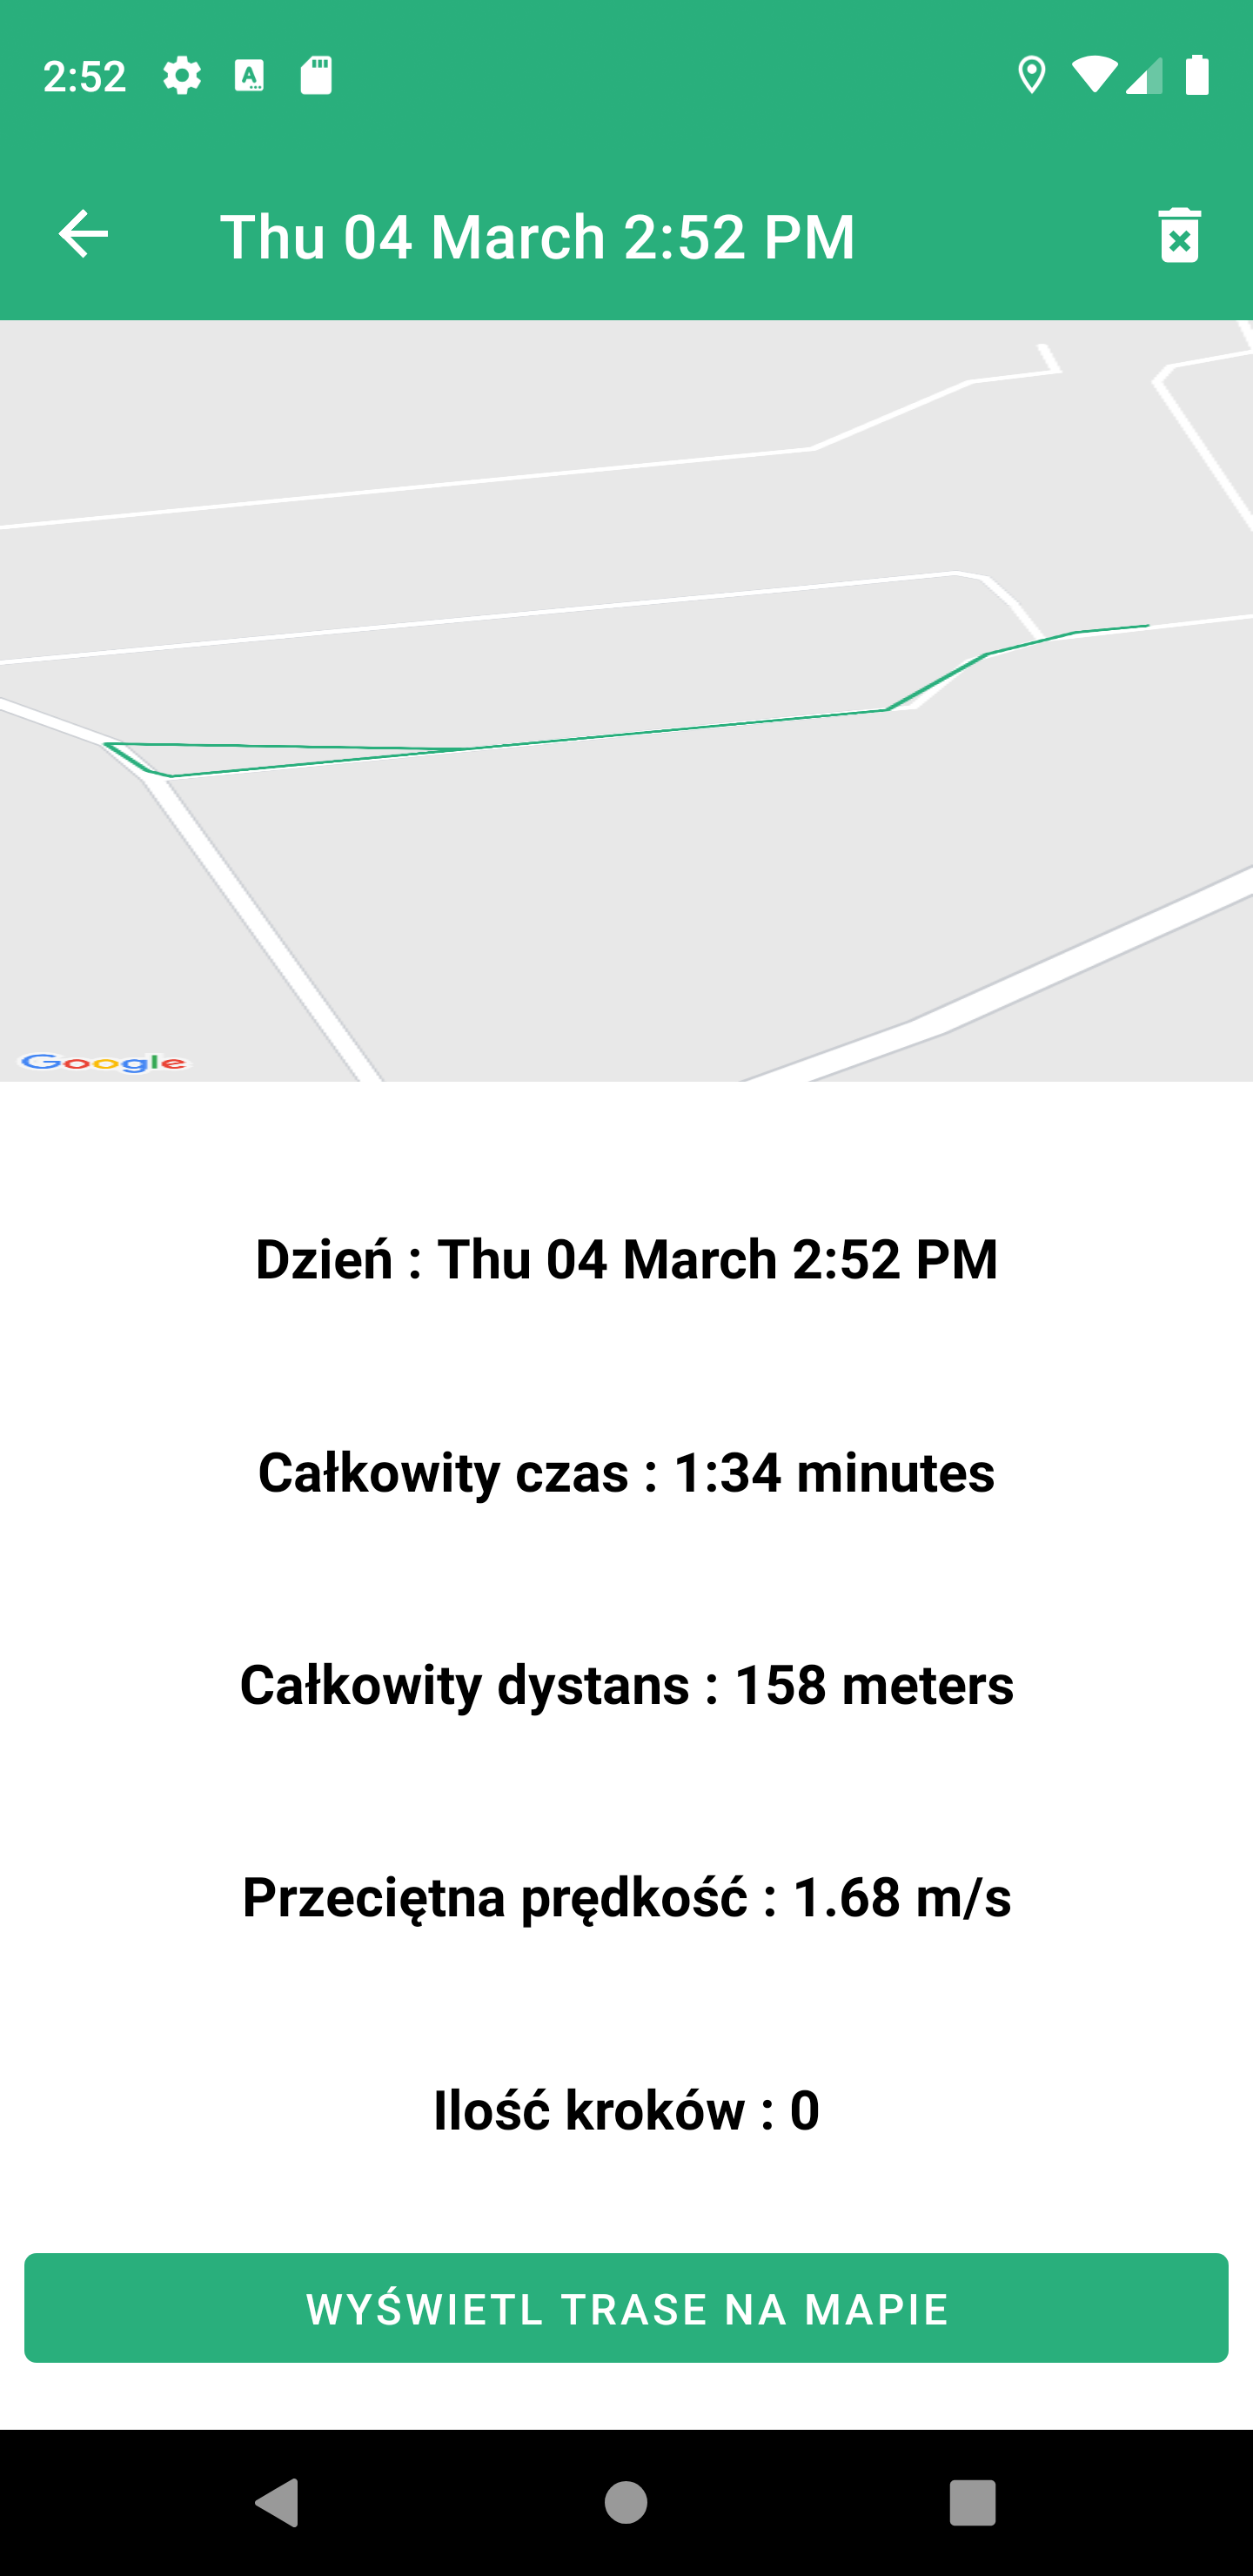 2:52
Thu 04 March 2:52 PM
Google
Dzień : Thu 04 March 2:52 PM
Całkowity czas : 1:34 minutes
Całkowity dystans : 158 meters
Przeciętna prędkość : 1.68 m/s
Ilość kroków : 0
WYŚWIETL TRASE NA MAPIE